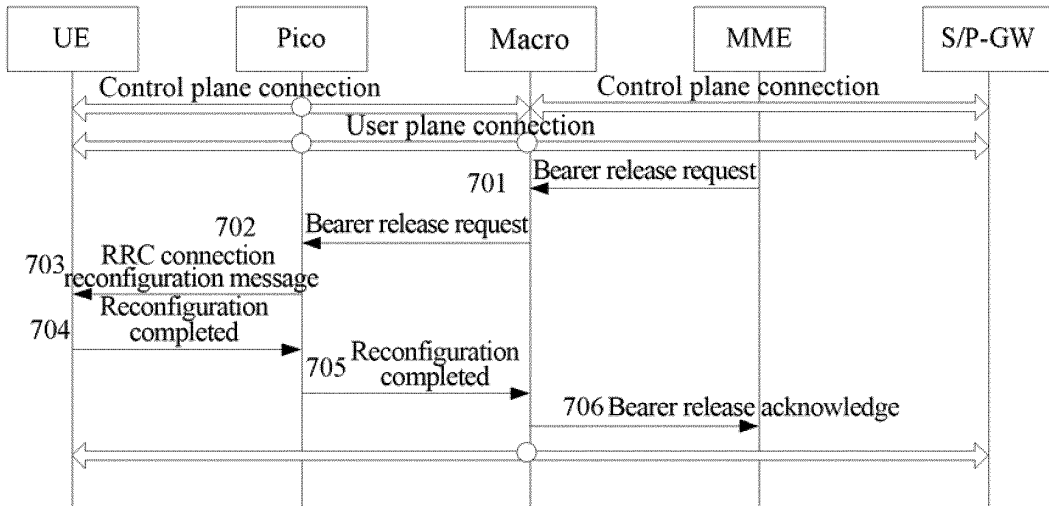 UE
Pico
Macro
MME
S/P-GW
Control plane connection
Control plane connection
User plane connection
701
Bearer release request
702
Bearer release request
703
RRC connection
reconfiguration message
704
Reconfiguration
completed
705
Reconfiguration
completed
706 Bearer release acknowledge